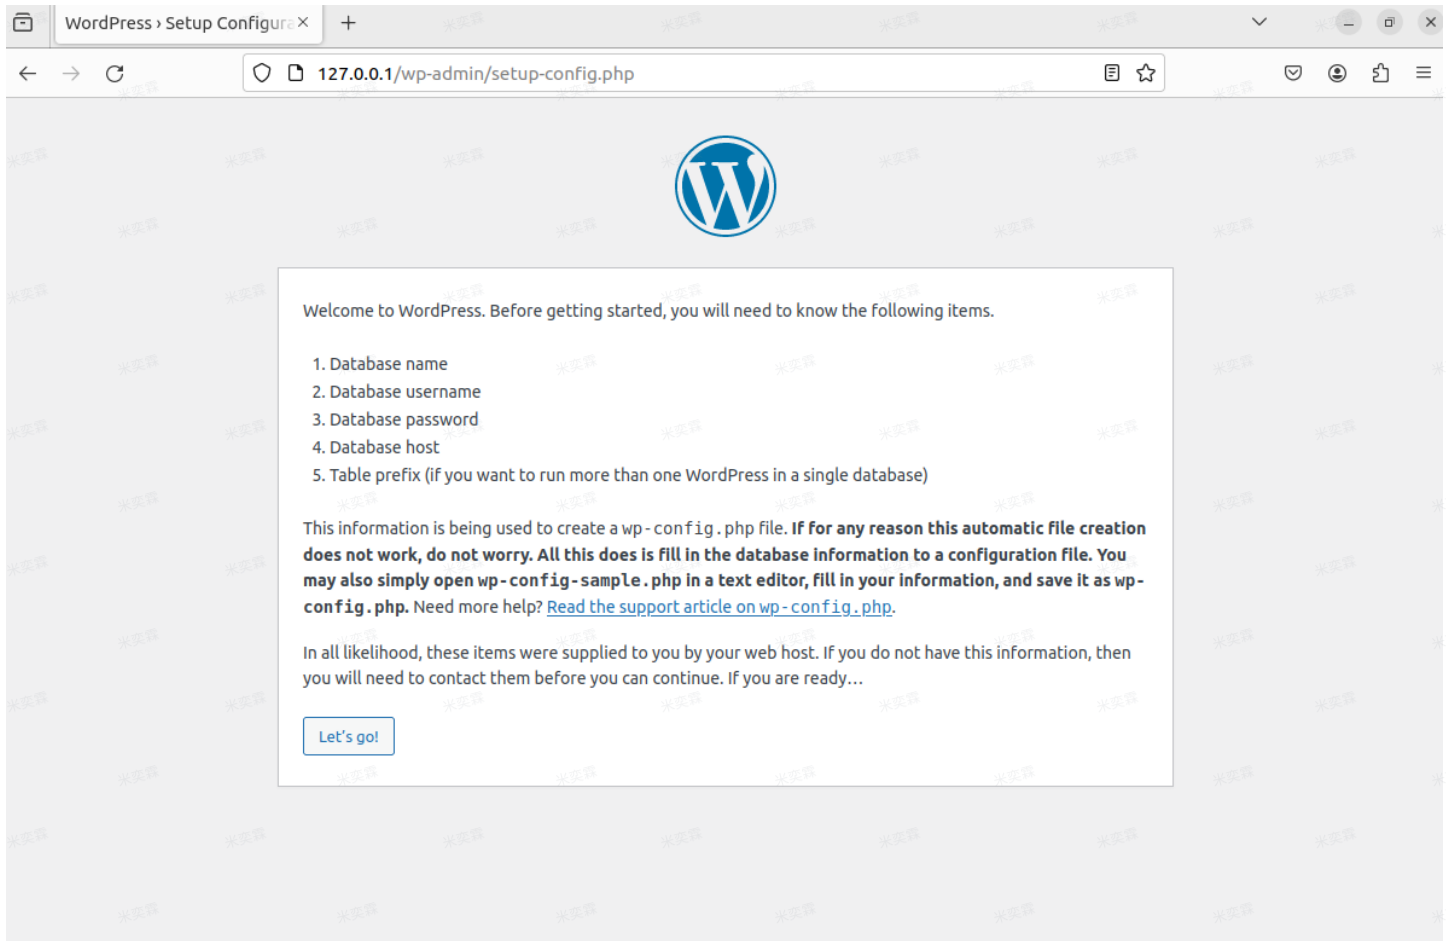 WordPress › Setup Configura
127.0.0.1/wp-admin/setup-config.php
Welcome to WordPress. Before getting started, you will need to know the following items.
1. Database name
2. Database username
3. Database password
4. Database host
5. Table prefix (if you want to run more than one WordPress in a single database)
This information is being used to create a wp-config.php file. If for any reason this automatic file creation
does not work, do not worry. All this does is fill in the database information to a configuration file. You
may also simply open wp-config-sample.php in a text editor, fill in your information, and save it as wp-
config.php. Need more help? Read the support article on wp-config.php.
In all likelihood, these items were supplied to you by your web host. If you do not have this information, then
you will need to contact them before you can continue. If you are ready…
Let’s go!
米奕霏